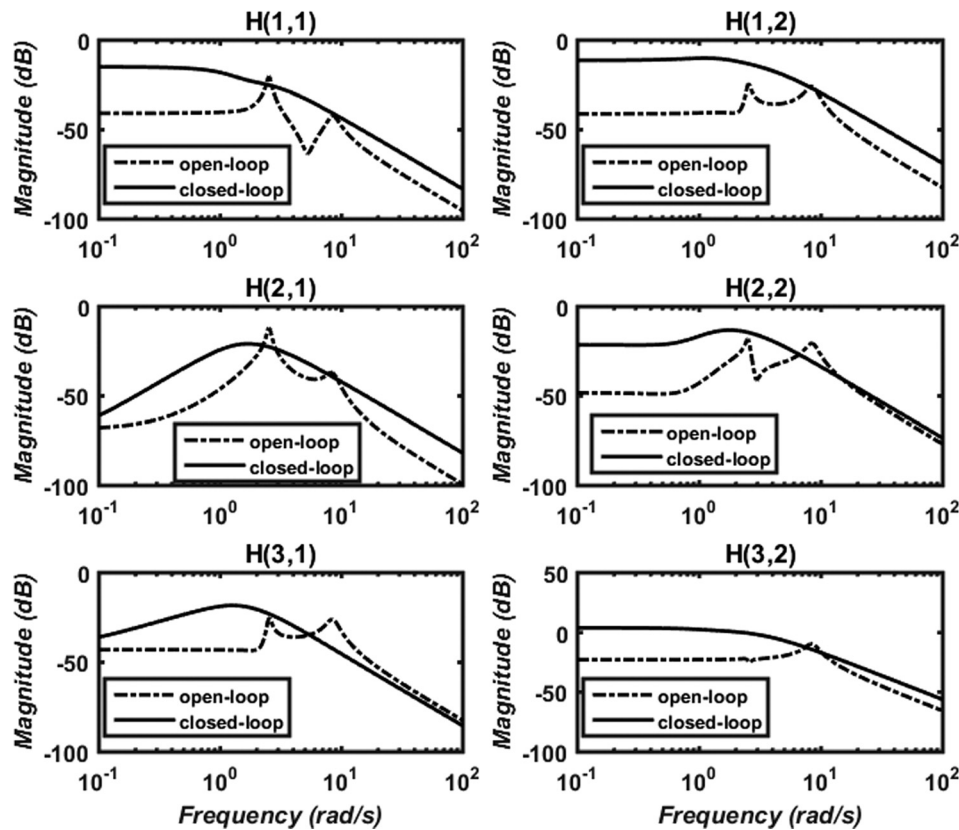 H(1,1)
Magnitude (dB)
0
-50
-100
open-loop
closed-loop
10^-1
10^0
10^1
10^2
H(1,2)
Magnitude (dB)
0
-50
-100
open-loop
closed-loop
10^-1
10^0
10^1
10^2
H(2,1)
Magnitude (dB)
0
-50
-100
open-loop
closed-loop
10^-1
10^0
10^1
10^2
H(2,2)
Magnitude (dB)
0
-50
-100
open-loop
closed-loop
10^-1
10^0
10^1
10^2
H(3,1)
Magnitude (dB)
0
-50
-100
open-loop
closed-loop
10^-1
10^0
10^1
10^2
Frequency (rad/s)
H(3,2)
Magnitude (dB)
50
0
-50
-100
open-loop
closed-loop
10^-1
10^0
10^1
10^2
Frequency (rad/s)